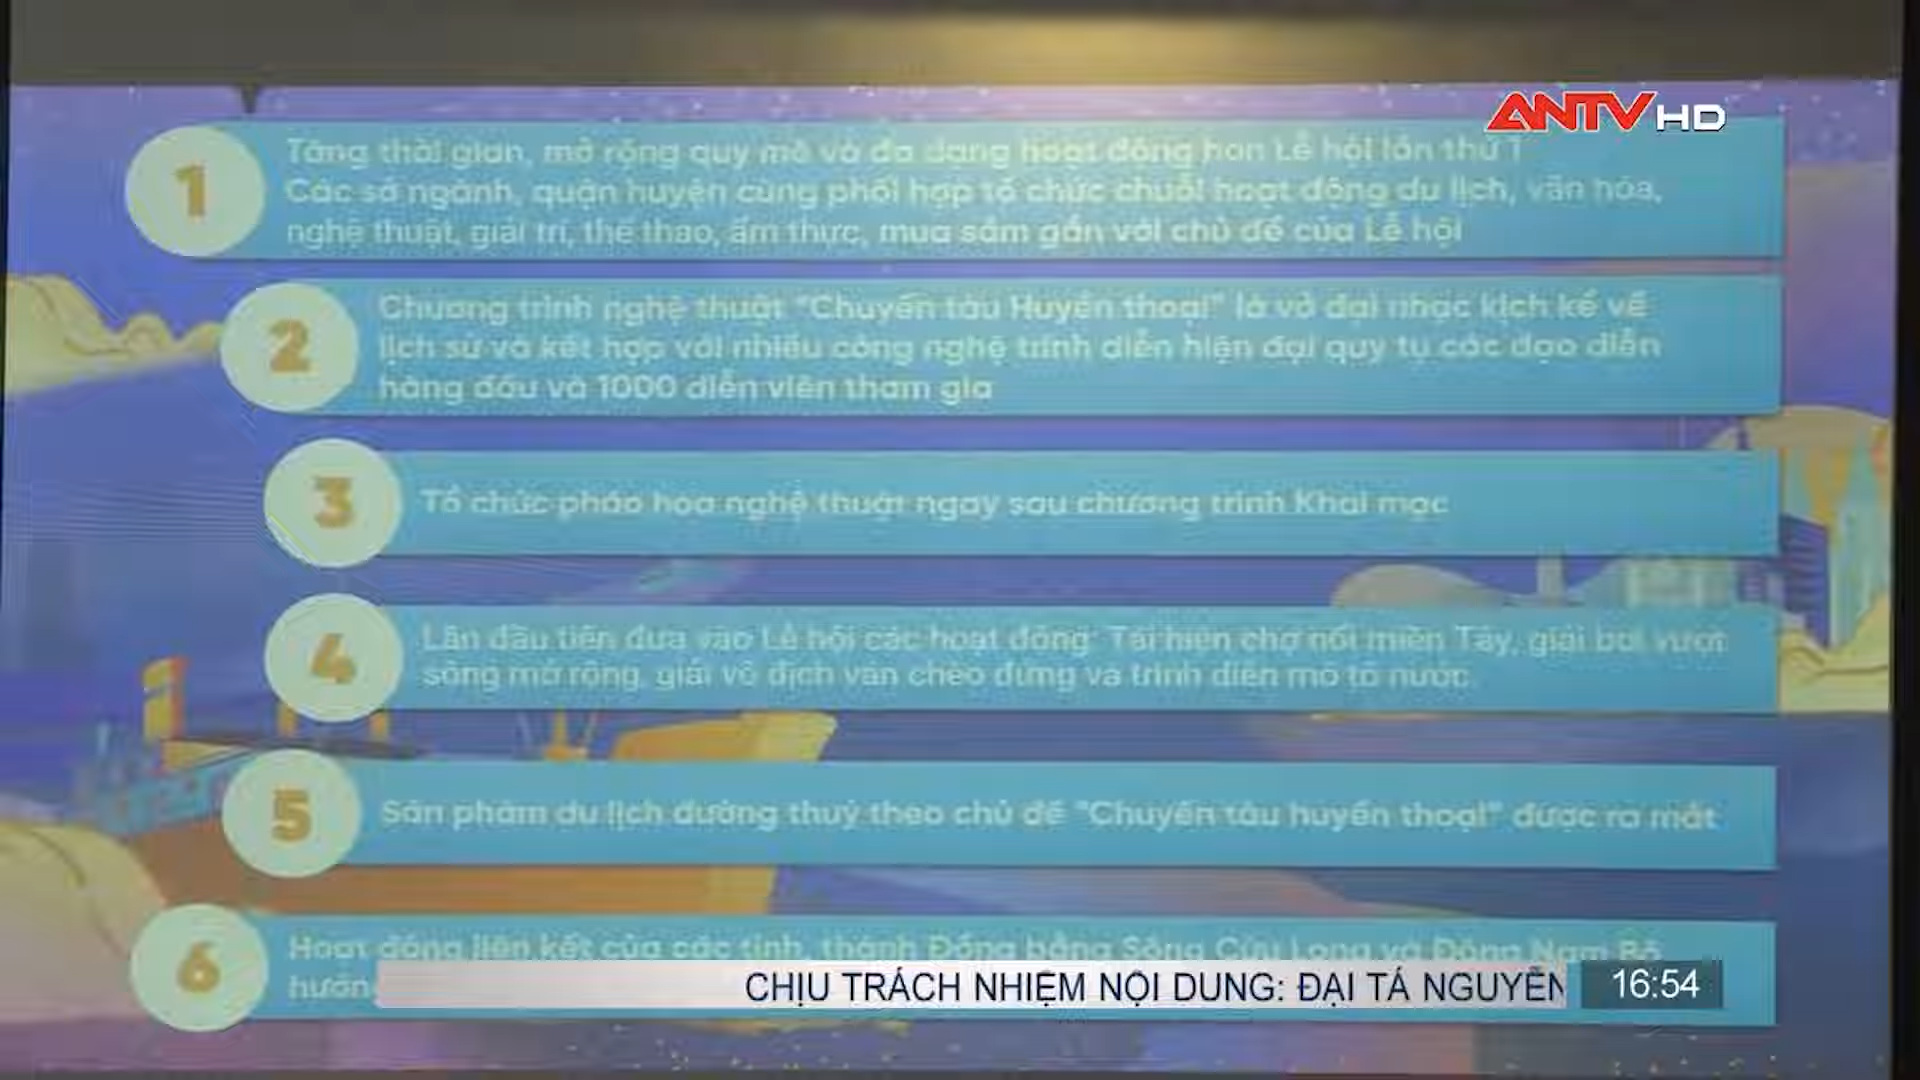 ANTV HD
1
Tăng thời gian, mở rộng quy mô và đa dạng hoạt động hơn Lễ hội lần thứ 1
Các sở ngành, quận huyện cùng phối hợp tổ chức chuỗi hoạt động du lịch, văn hóa,
nghệ thuật, giải trí, thể thao, ẩm thực, mua sắm gắn với chủ đề của Lễ hội
2
Chương trình nghệ thuật "Chuyến tàu Huyền thoại" là vở đại nhạc kịch kể về
lịch sử và kết hợp với nhiều công nghệ trình diễn hiện đại quy tụ các đạo diễn
hàng đầu và 1000 diễn viên tham gia
3
Tổ chức pháo hoa nghệ thuật ngay sau chương trình Khai mạc
4
Lần đầu tiên đưa vào Lễ hội các hoạt động: Tái hiện chợ nổi miền Tây, giải bơi vượt
sông mở rộng, giải vô địch ván chèo đứng và trình diễn mô tô nước.
5
Sản phẩm du lịch đường thuỷ theo chủ đề "Chuyến tàu huyền thoại" được ra mắt
6
Hoạt động liên kết của các tỉnh, thành Đồng bằng Sông Cửu Long và Đông Nam Bộ
CHỊU TRÁCH NHIỆM NỘI DUNG: ĐẠI TÁ NGUYỄN
16:54